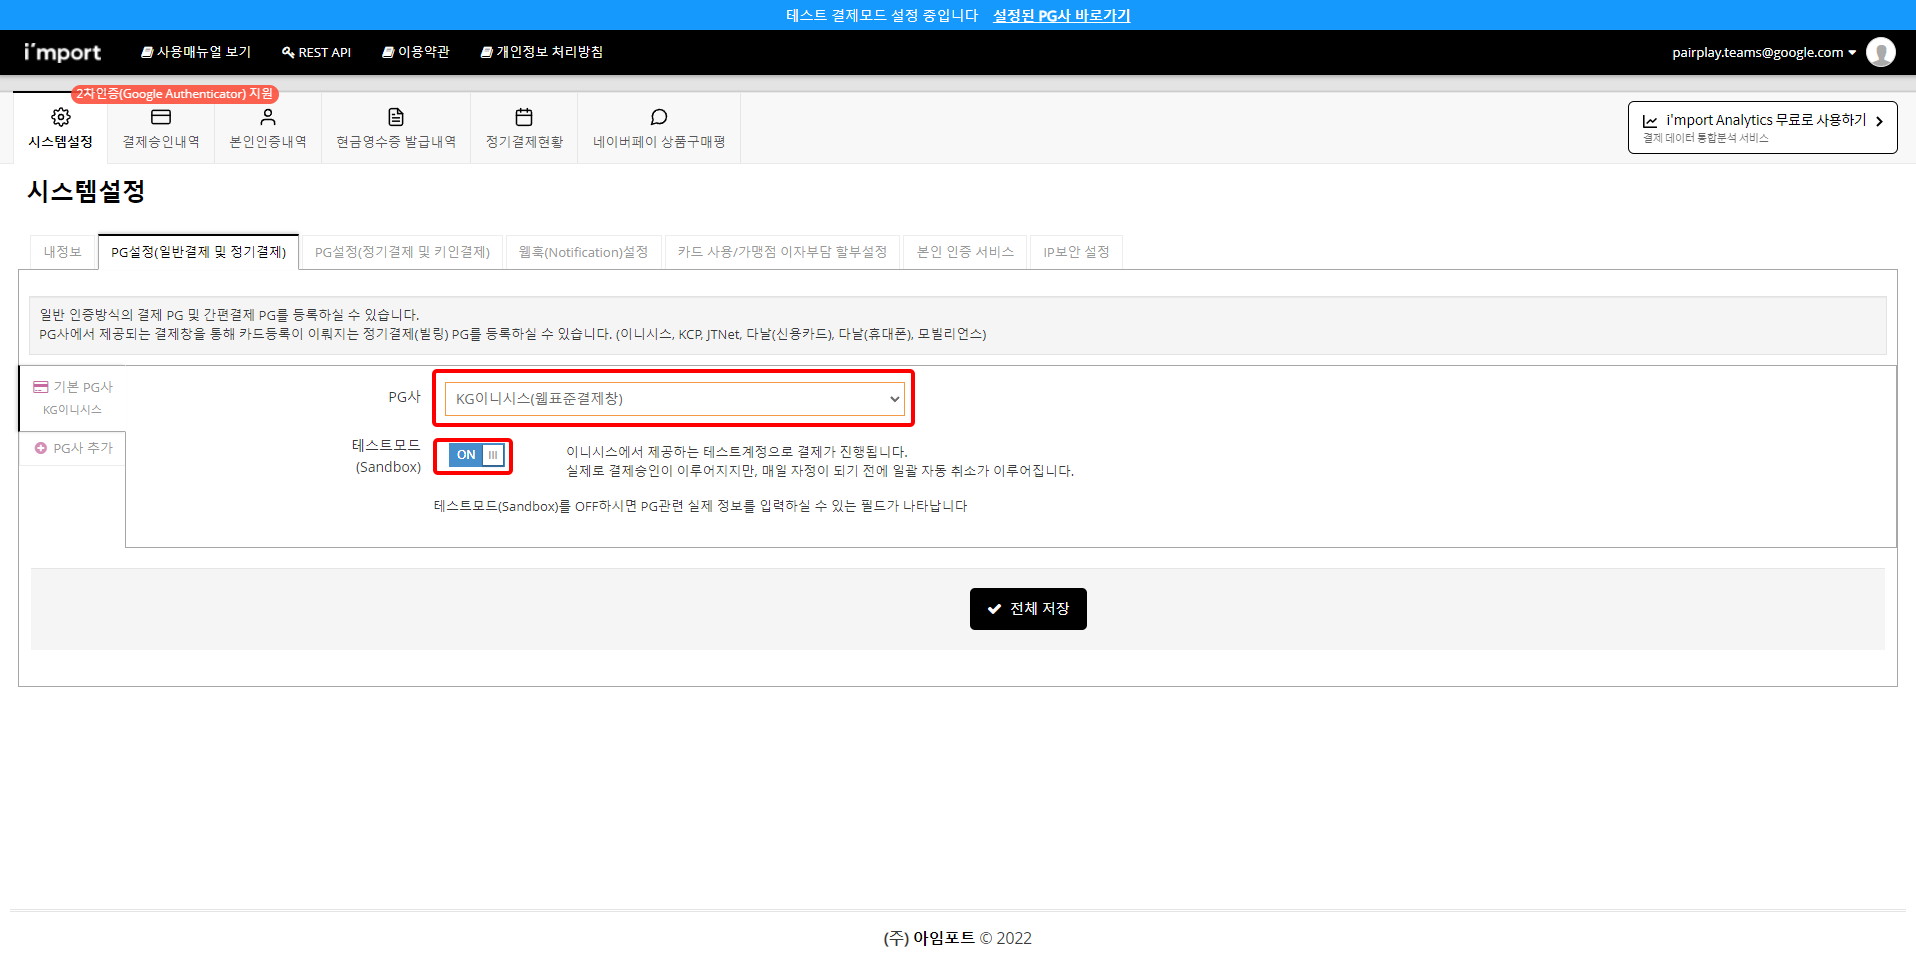 테스트 결제모드 설정 중입니다 설정된 PG사 바로가기
i'mport 사용매뉴얼 보기 REST API 이용약관 개인정보 처리방침 pairplay.teams@google.com
2차인증(Google Authenticator) 지원
시스템설정 결제승인내역 본인인증내역 현금영수증 발급내역 정기결제현황 네이버페이 상품구매평
i'mport Analytics 무료로 사용하기
결제 데이터 통합분석 서비스
시스템설정
내정보 PG설정(일반결제 및 정기결제) PG설정(정기결제 및 키인결제) 웹훅(Notification)설정 카드 사용/가맹점 이자부담 할부설정 본인 인증 서비스 IP보안 설정
일반 인증방식의 결제 PG 및 간편결제 PG를 등록하실 수 있습니다.
PG사에서 제공되는 결제창을 통해 카드등록이 이뤄지는 정기결제(빌링) PG를 등록하실 수 있습니다. (이니시스, KCP, JTNet, 다날(신용카드), 다날(휴대폰), 모빌리언스)
기본 PG사
KG이니시스
PG사 추가
PG사 KG이니시스(웹표준결제창)
테스트모드
(Sandbox)
ON
이니시스에서 제공하는 테스트계정으로 결제가 진행됩니다.
실제로 결제승인이 이루어지지만, 매일 자정이 되기 전에 일괄 자동 취소가 이루어집니다.
테스트모드(Sandbox)를 OFF하시면 PG관련 실제 정보를 입력하실 수 있는 필드가 나타납니다
전체 저장
(주) 아임포트 © 2022